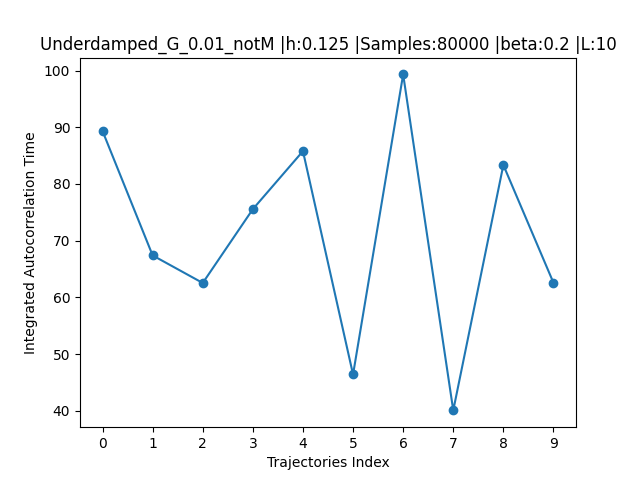 Underdamped_G_0.01_notM |h:0.125 |Samples:80000 |beta:0.2 |L:10
100
90
80
70
60
50
40
Integrated Autocorrelation Time
0 1 2 3 4 5 6 7 8 9
Trajectories Index